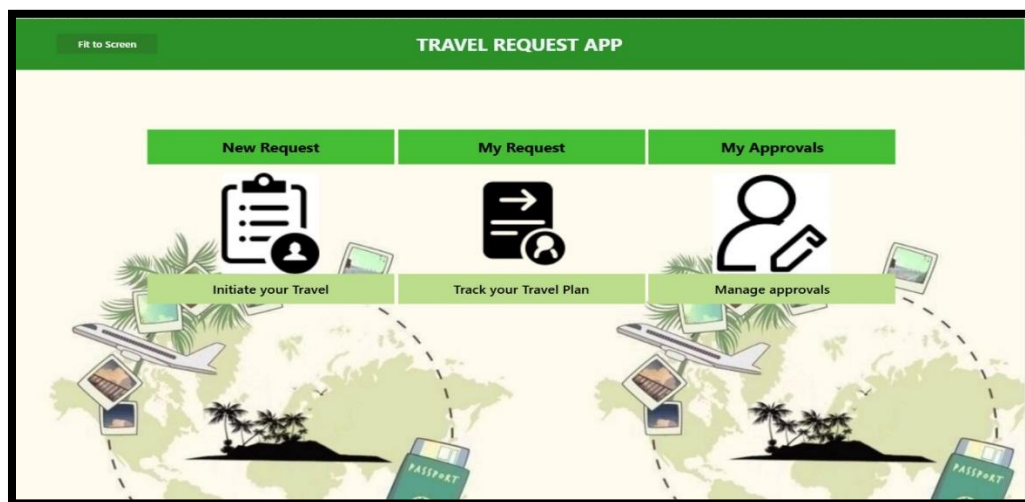 Fit to Screen
TRAVEL REQUEST APP
New Request
My Request
My Approvals
Initiate your Travel
Track your Travel Plan
Manage approvals
PASSPORT
PASSPORT